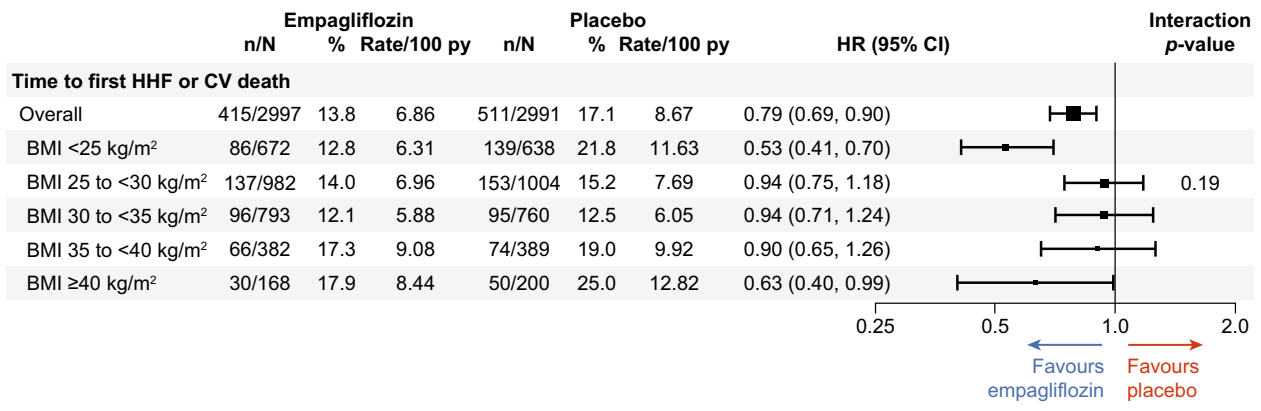 Empagliflozin Placebo Interaction
n/N % Rate/100 py n/N % Rate/100 py HR (95% CI) p-value
Time to first HHF or CV death
Overall 415/2997 13.8 6.86 511/2991 17.1 8.67 0.79 (0.69, 0.90)
BMI <25 kg/m² 86/672 12.8 6.31 139/638 21.8 11.63 0.53 (0.41, 0.70)
BMI 25 to <30 kg/m² 137/982 14.0 6.96 153/1004 15.2 7.69 0.94 (0.75, 1.18) 0.19
BMI 30 to <35 kg/m² 96/793 12.1 5.88 95/760 12.5 6.05 0.94 (0.71, 1.24)
BMI 35 to <40 kg/m² 66/382 17.3 9.08 74/389 19.0 9.92 0.90 (0.65, 1.26)
BMI ≥40 kg/m² 30/168 17.9 8.44 50/200 25.0 12.82 0.63 (0.40, 0.99)
0.25 0.5 1.0 2.0
Favours Favours
empagliflozin placebo